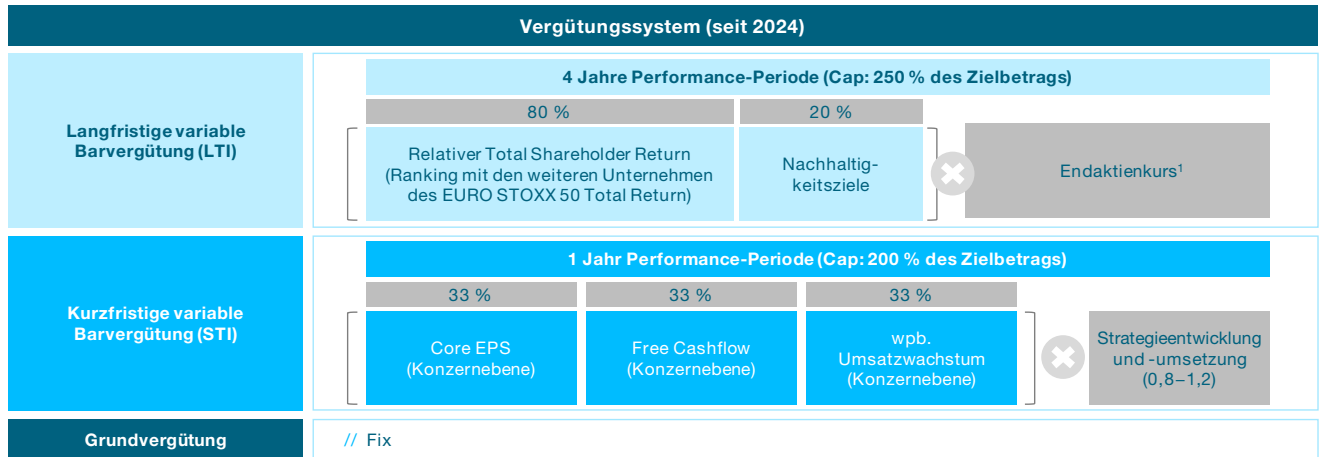 Vergütungssystem (seit 2024)
Langfristige variable
Barvergütung (LTI)
4 Jahre Performance-Periode (Cap: 250 % des Zielbetrags)
80 %
20 %
Relativer Total Shareholder Return
(Ranking mit den weiteren Unternehmen
des EURO STOXX 50 Total Return)
Nachhaltig-
keitsziele
Endaktienkurs¹
Kurzfristige variable
Barvergütung (STI)
1 Jahr Performance-Periode (Cap: 200 % des Zielbetrags)
33 %
33 %
33 %
Core EPS
(Konzernebene)
Free Cashflow
(Konzernebene)
wpb.
Umsatzwachstum
(Konzernebene)
Strategieentwicklung
und -umsetzung
(0,8–1,2)
Grundvergütung
// Fix